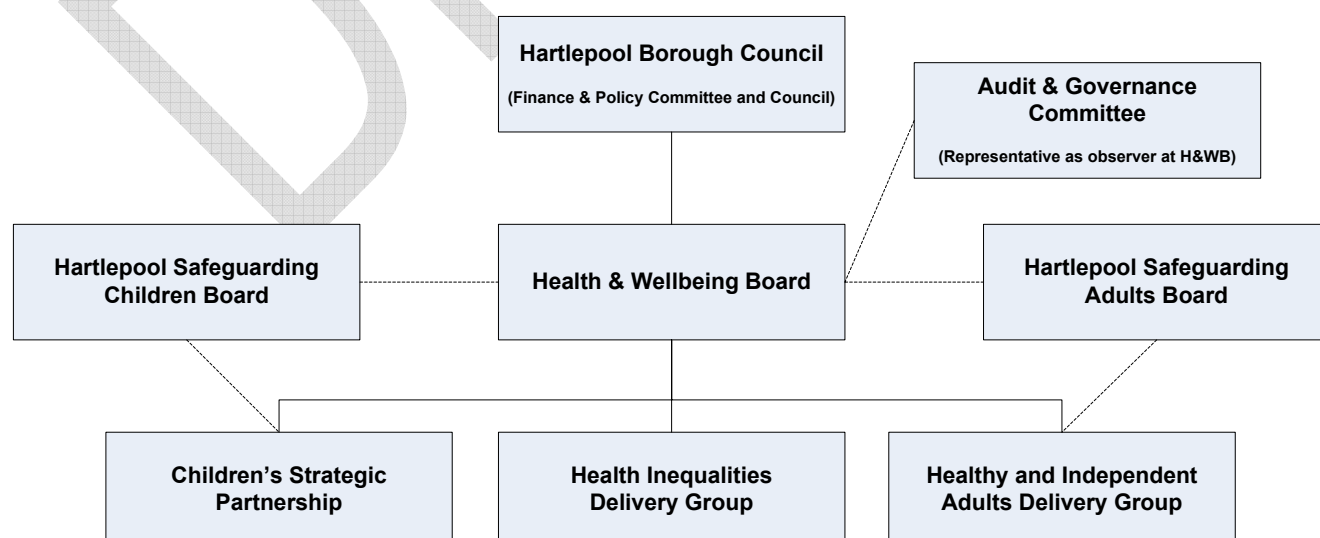 Hartlepool Borough Council
(Finance & Policy Committee and Council)
Audit & Governance
Committee
(Representative as observer at H&WB)
Hartlepool Safeguarding
Children Board
Health & Wellbeing Board
Hartlepool Safeguarding
Adults Board
Children’s Strategic
Partnership
Health Inequalities
Delivery Group
Healthy and Independent
Adults Delivery Group